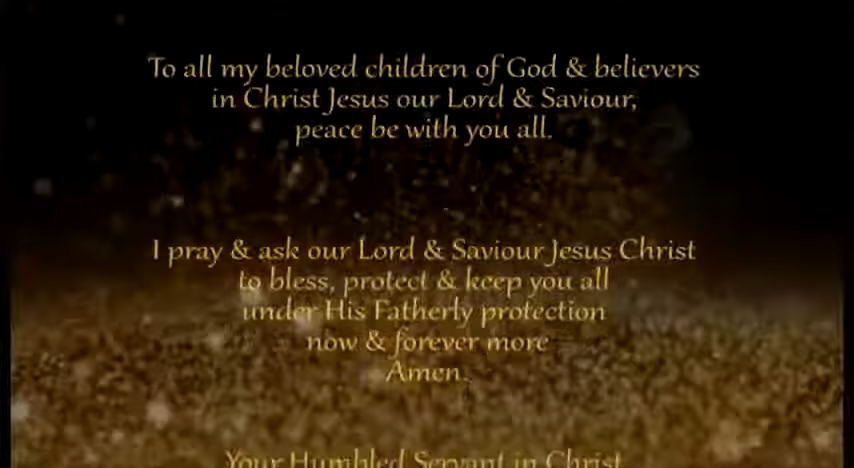 To all my beloved children of God & believers
in Christ Jesus our Lord & Saviour,
peace be with you all.
I pray & ask our Lord & Saviour Jesus Christ
to bless, protect & keep you all
under His Fatherly protection
now & forever more
Amen.
Your Humbled Servant in Christ